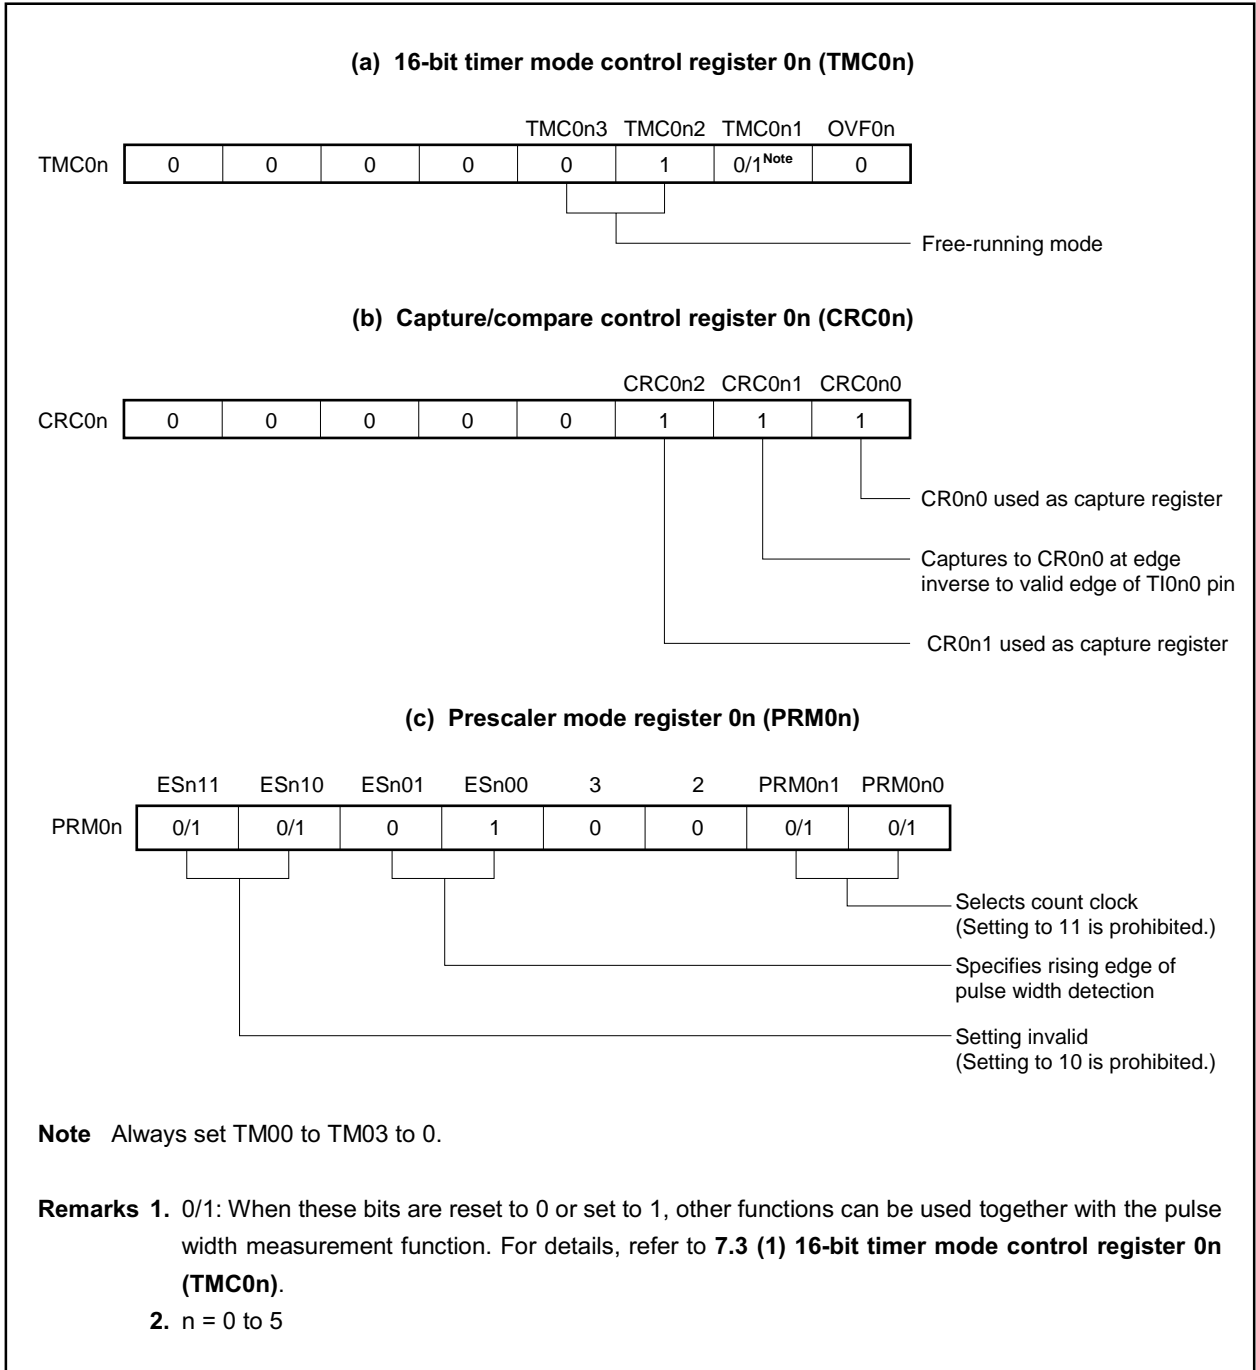 (a) 16-bit timer mode control register 0n (TMC0n)
TMC0n3 TMC0n2 TMC0n1 OVF0n
TMC0n 0 0 0 0 0 1 0/1Note 0
Free-running mode
(b) Capture/compare control register 0n (CRC0n)
CRC0n2 CRC0n1 CRC0n0
CRC0n 0 0 0 0 0 1 1 1
CR0n0 used as capture register
Captures to CR0n0 at edge
inverse to valid edge of TI0n0 pin
CR0n1 used as capture register
(c) Prescaler mode register 0n (PRM0n)
ESn11 ESn10 ESn01 ESn00 3 2 PRM0n1 PRM0n0
PRM0n 0/1 0/1 0 1 0 0 0/1 0/1
Selects count clock
(Setting to 11 is prohibited.)
Specifies rising edge of
pulse width detection
Setting invalid
(Setting to 10 is prohibited.)
Note Always set TM00 to TM03 to 0.
Remarks 1. 0/1: When these bits are reset to 0 or set to 1, other functions can be used together with the pulse
width measurement function. For details, refer to 7.3 (1) 16-bit timer mode control register 0n
(TMC0n).
2. n = 0 to 5